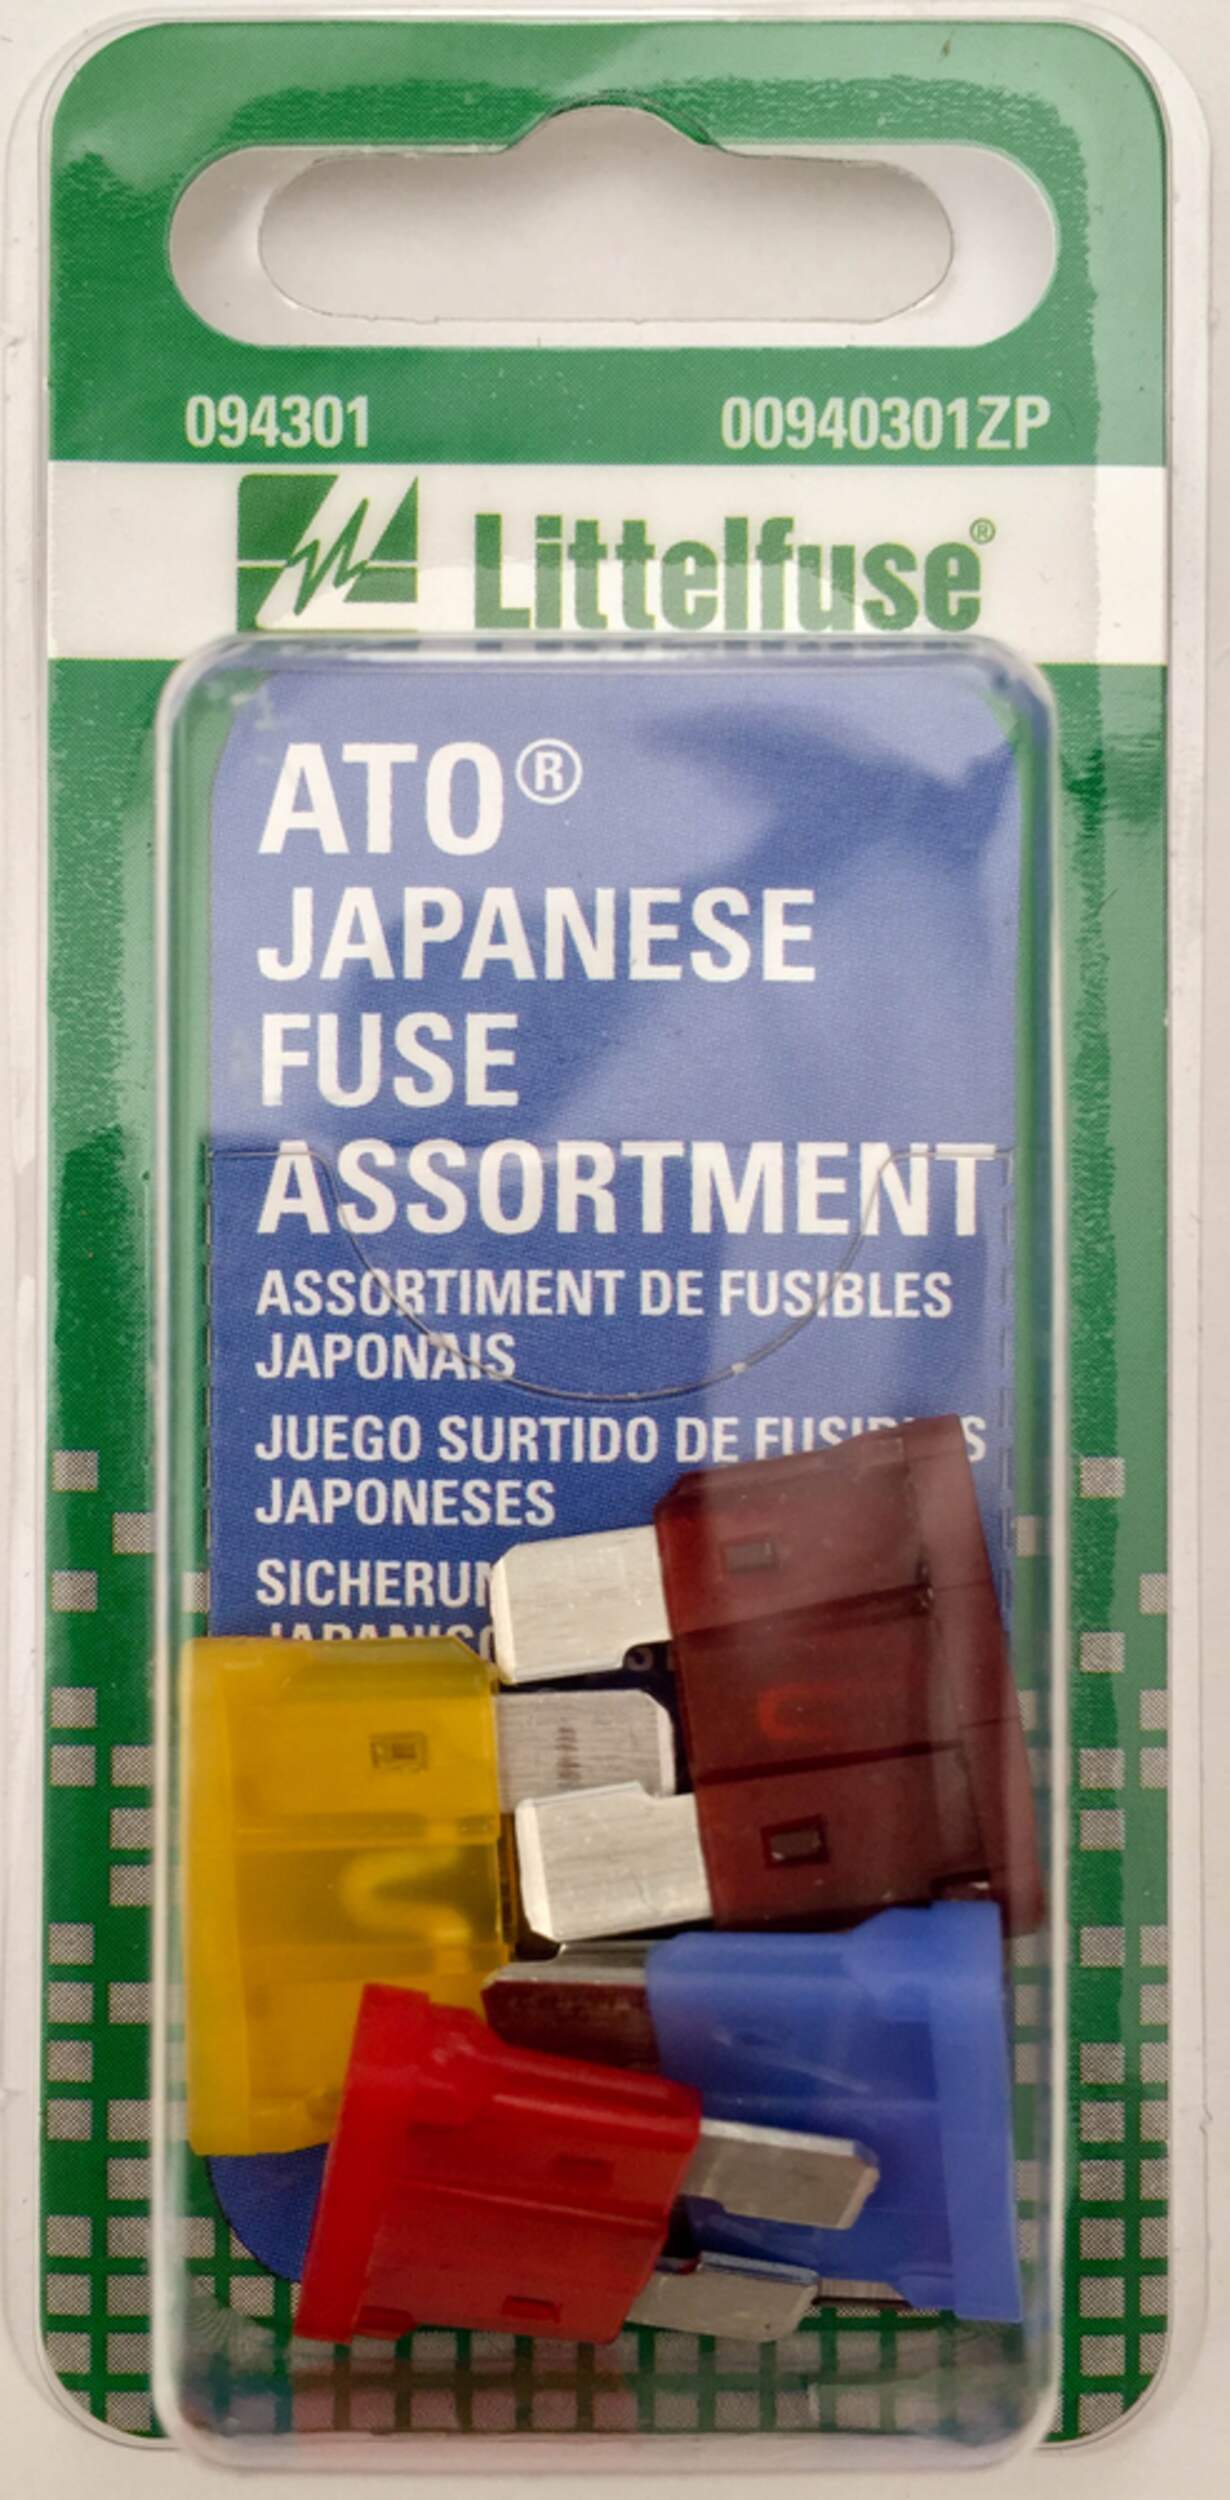 094301 00940301ZP
Littelfuse®
ATO®
JAPANESE
FUSE
ASSORTMENT
ASSORTIMENT DE FUSIBLES
JAPONAIS
JUEGO SURTIDO DE
JAPONESES